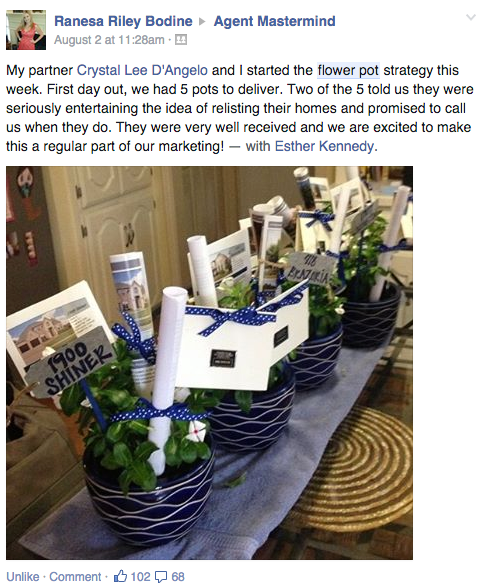 Ranesa Riley Bodine ▸ Agent Mastermind
August 2 at 11:28am ·
My partner Crystal Lee D'Angelo and I started the flower pot strategy this
week. First day out, we had 5 pots to deliver. Two of the 5 told us they were
seriously entertaining the idea of relisting their homes and promised to call
us when they do. They were very well received and we are excited to make
this a regular part of our marketing! — with Esther Kennedy.
1900
SHINER
Unlike · Comment · 102 68